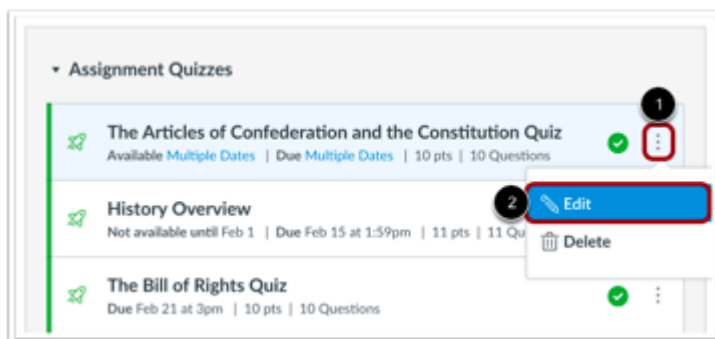 Assignment Quizzes
1
The Articles of Confederation and the Constitution Quiz
Available Multiple Dates | Due Multiple Dates | 10 pts | 10 Questions
2
Edit
History Overview
Not available until Feb 1 | Due Feb 15 at 1:59pm | 11 pts | 11 Qu
Delete
The Bill of Rights Quiz
Due Feb 21 at 3pm | 10 pts | 10 Questions